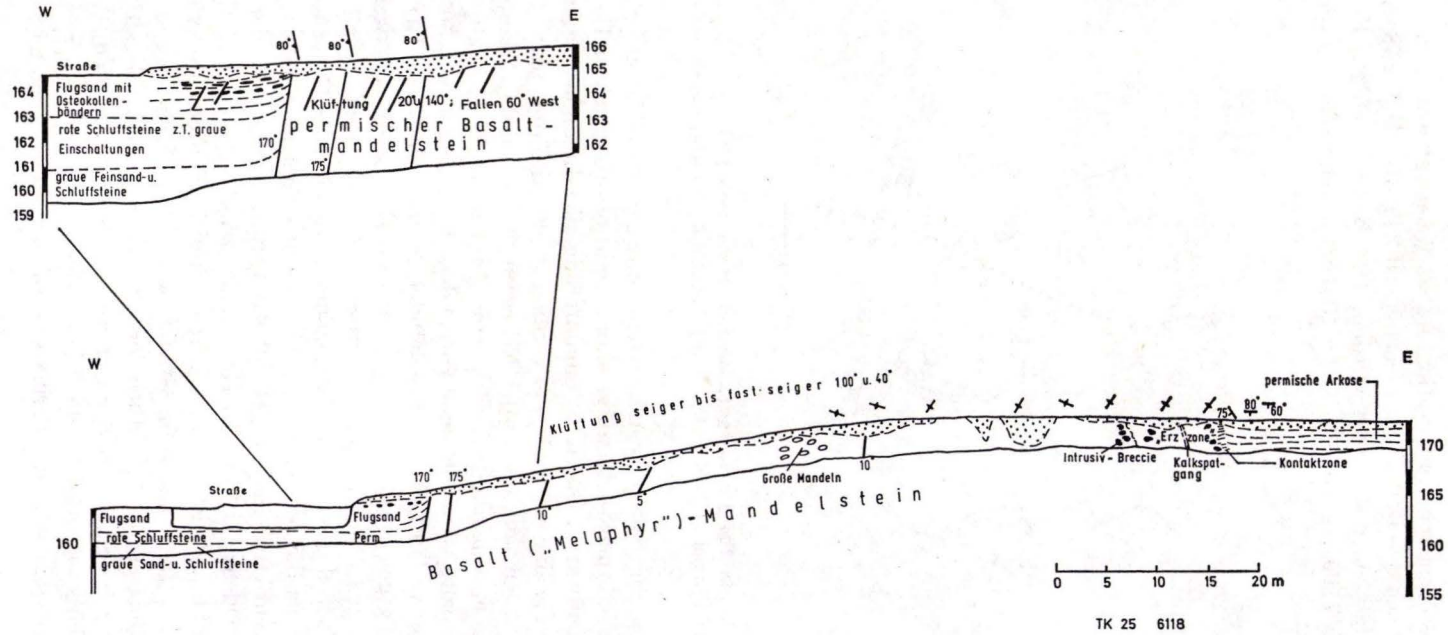 W
E
80°
80°
80°
166
165
164
163
162
Straße
164
163
162
161
160
159
Flugsand mit
Osteokollen-
bändern
rote Schluffsteine z.T. graue
Einschaltungen
graue Feinsand-u.
Schluffsteine
170°
175°
Klüftung 20 u 140°; Fallen 60° West
permischer Basalt-
mandelstein
W
E
Klüftung seiger bis fast seiger 100° u. 40°
permische Arkose
75°
80°
60°
170
165
160
155
Straße
170°
175°
Flugsand
Flugsand
160
rote Schluffsteine
Perm
graue Sand-u. Schluffsteine
10°
5°
10°
Große Mandeln
Erzzone
Intrusiv-Breccie
Kalkspat-
gang
Kontaktzone
Basalt („Melaphyr")-Mandelstein
0 5 10 15 20 m
TK 25 6118